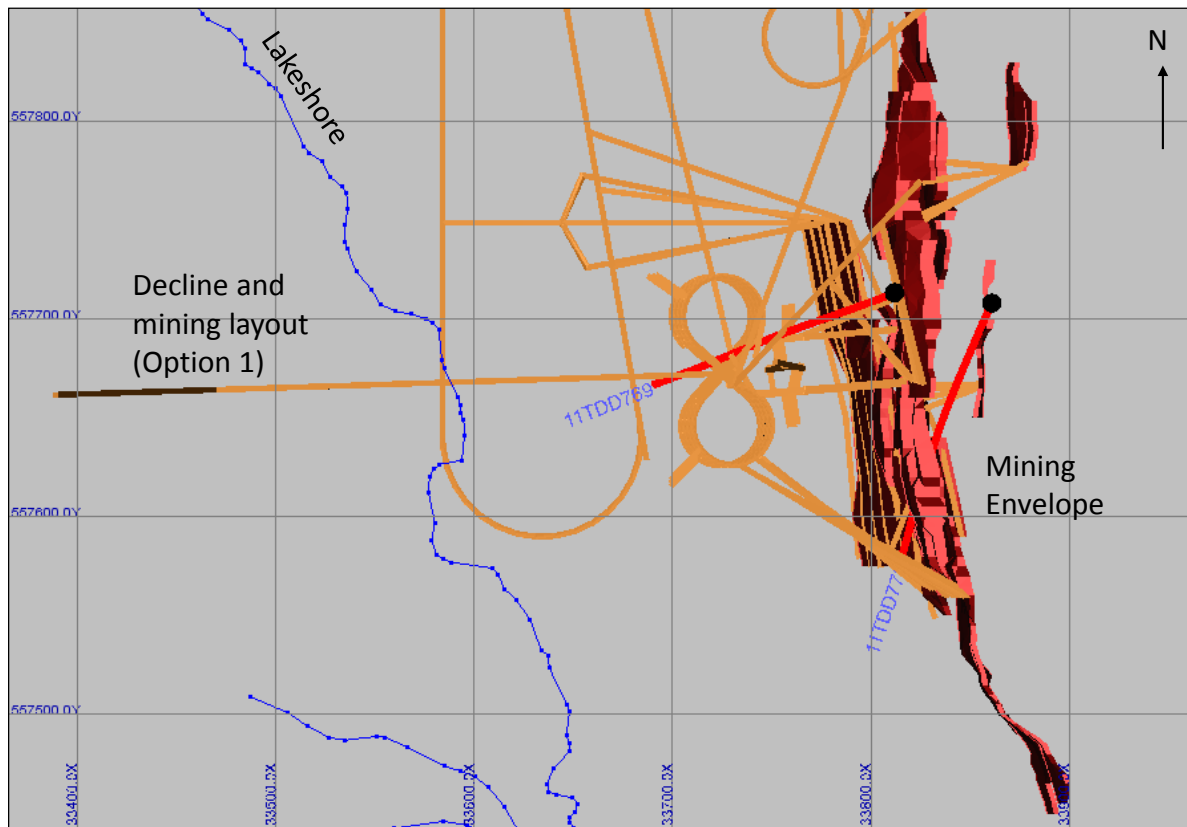 Lakeshore
N
557800.0Y
Decline and
mining layout
(Option 1)
557700.0Y
11TDD769
Mining
Envelope
557600.0Y
11TDD77
557500.0Y
33400.0X
33500.0X
33600.0X
33700.0X
33800.0X